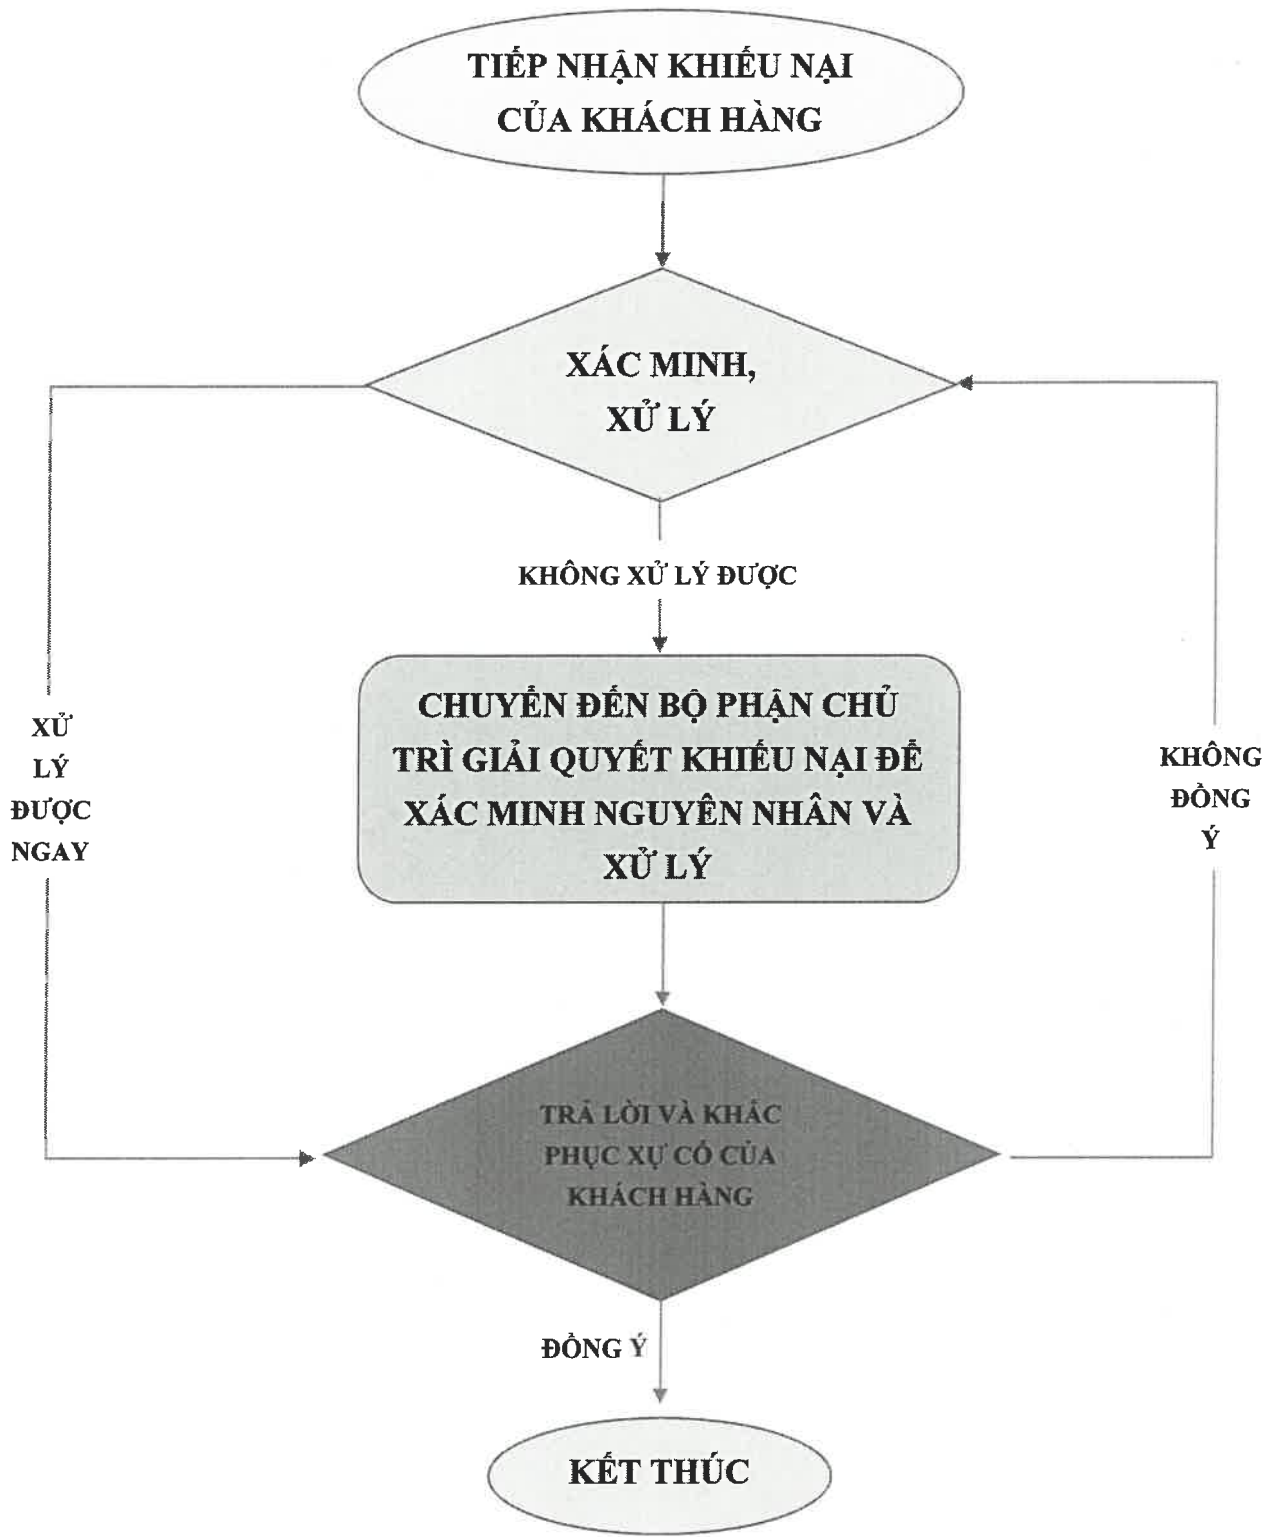 TIẾP NHẬN KHIẾU NẠI
CỦA KHÁCH HÀNG
XÁC MINH,
XỬ LÝ
KHÔNG XỬ LÝ ĐƯỢC
CHUYỂN ĐẾN BỘ PHẬN CHỦ
TRÌ GIẢI QUYẾT KHIẾU NẠI ĐỂ
XÁC MINH NGUYÊN NHÂN VÀ
XỬ LÝ
XỬ
LÝ
ĐƯỢC
NGAY
KHÔNG
ĐỒNG
Ý
TRẢ LỜI VÀ KHẮC
PHỤC XỰ CỐ CỦA
KHÁCH HÀNG
ĐỒNG Ý
KẾT THÚC